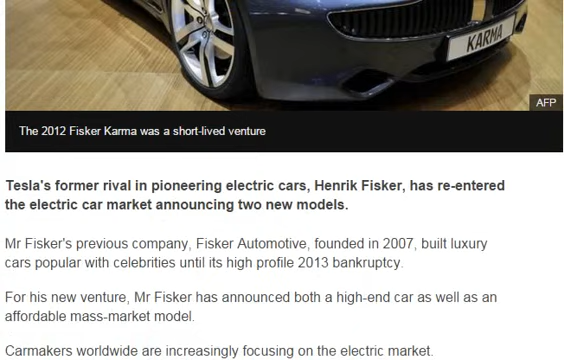 KARMA
AFP
The 2012 Fisker Karma was a short-lived venture
Tesla's former rival in pioneering electric cars, Henrik Fisker, has re-entered
the electric car market announcing two new models.
Mr Fisker's previous company, Fisker Automotive, founded in 2007, built luxury
cars popular with celebrities until its high profile 2013 bankruptcy.
For his new venture, Mr Fisker has announced both a high-end car as well as an
affordable mass-market model.
Carmakers worldwide are increasingly focusing on the electric market.